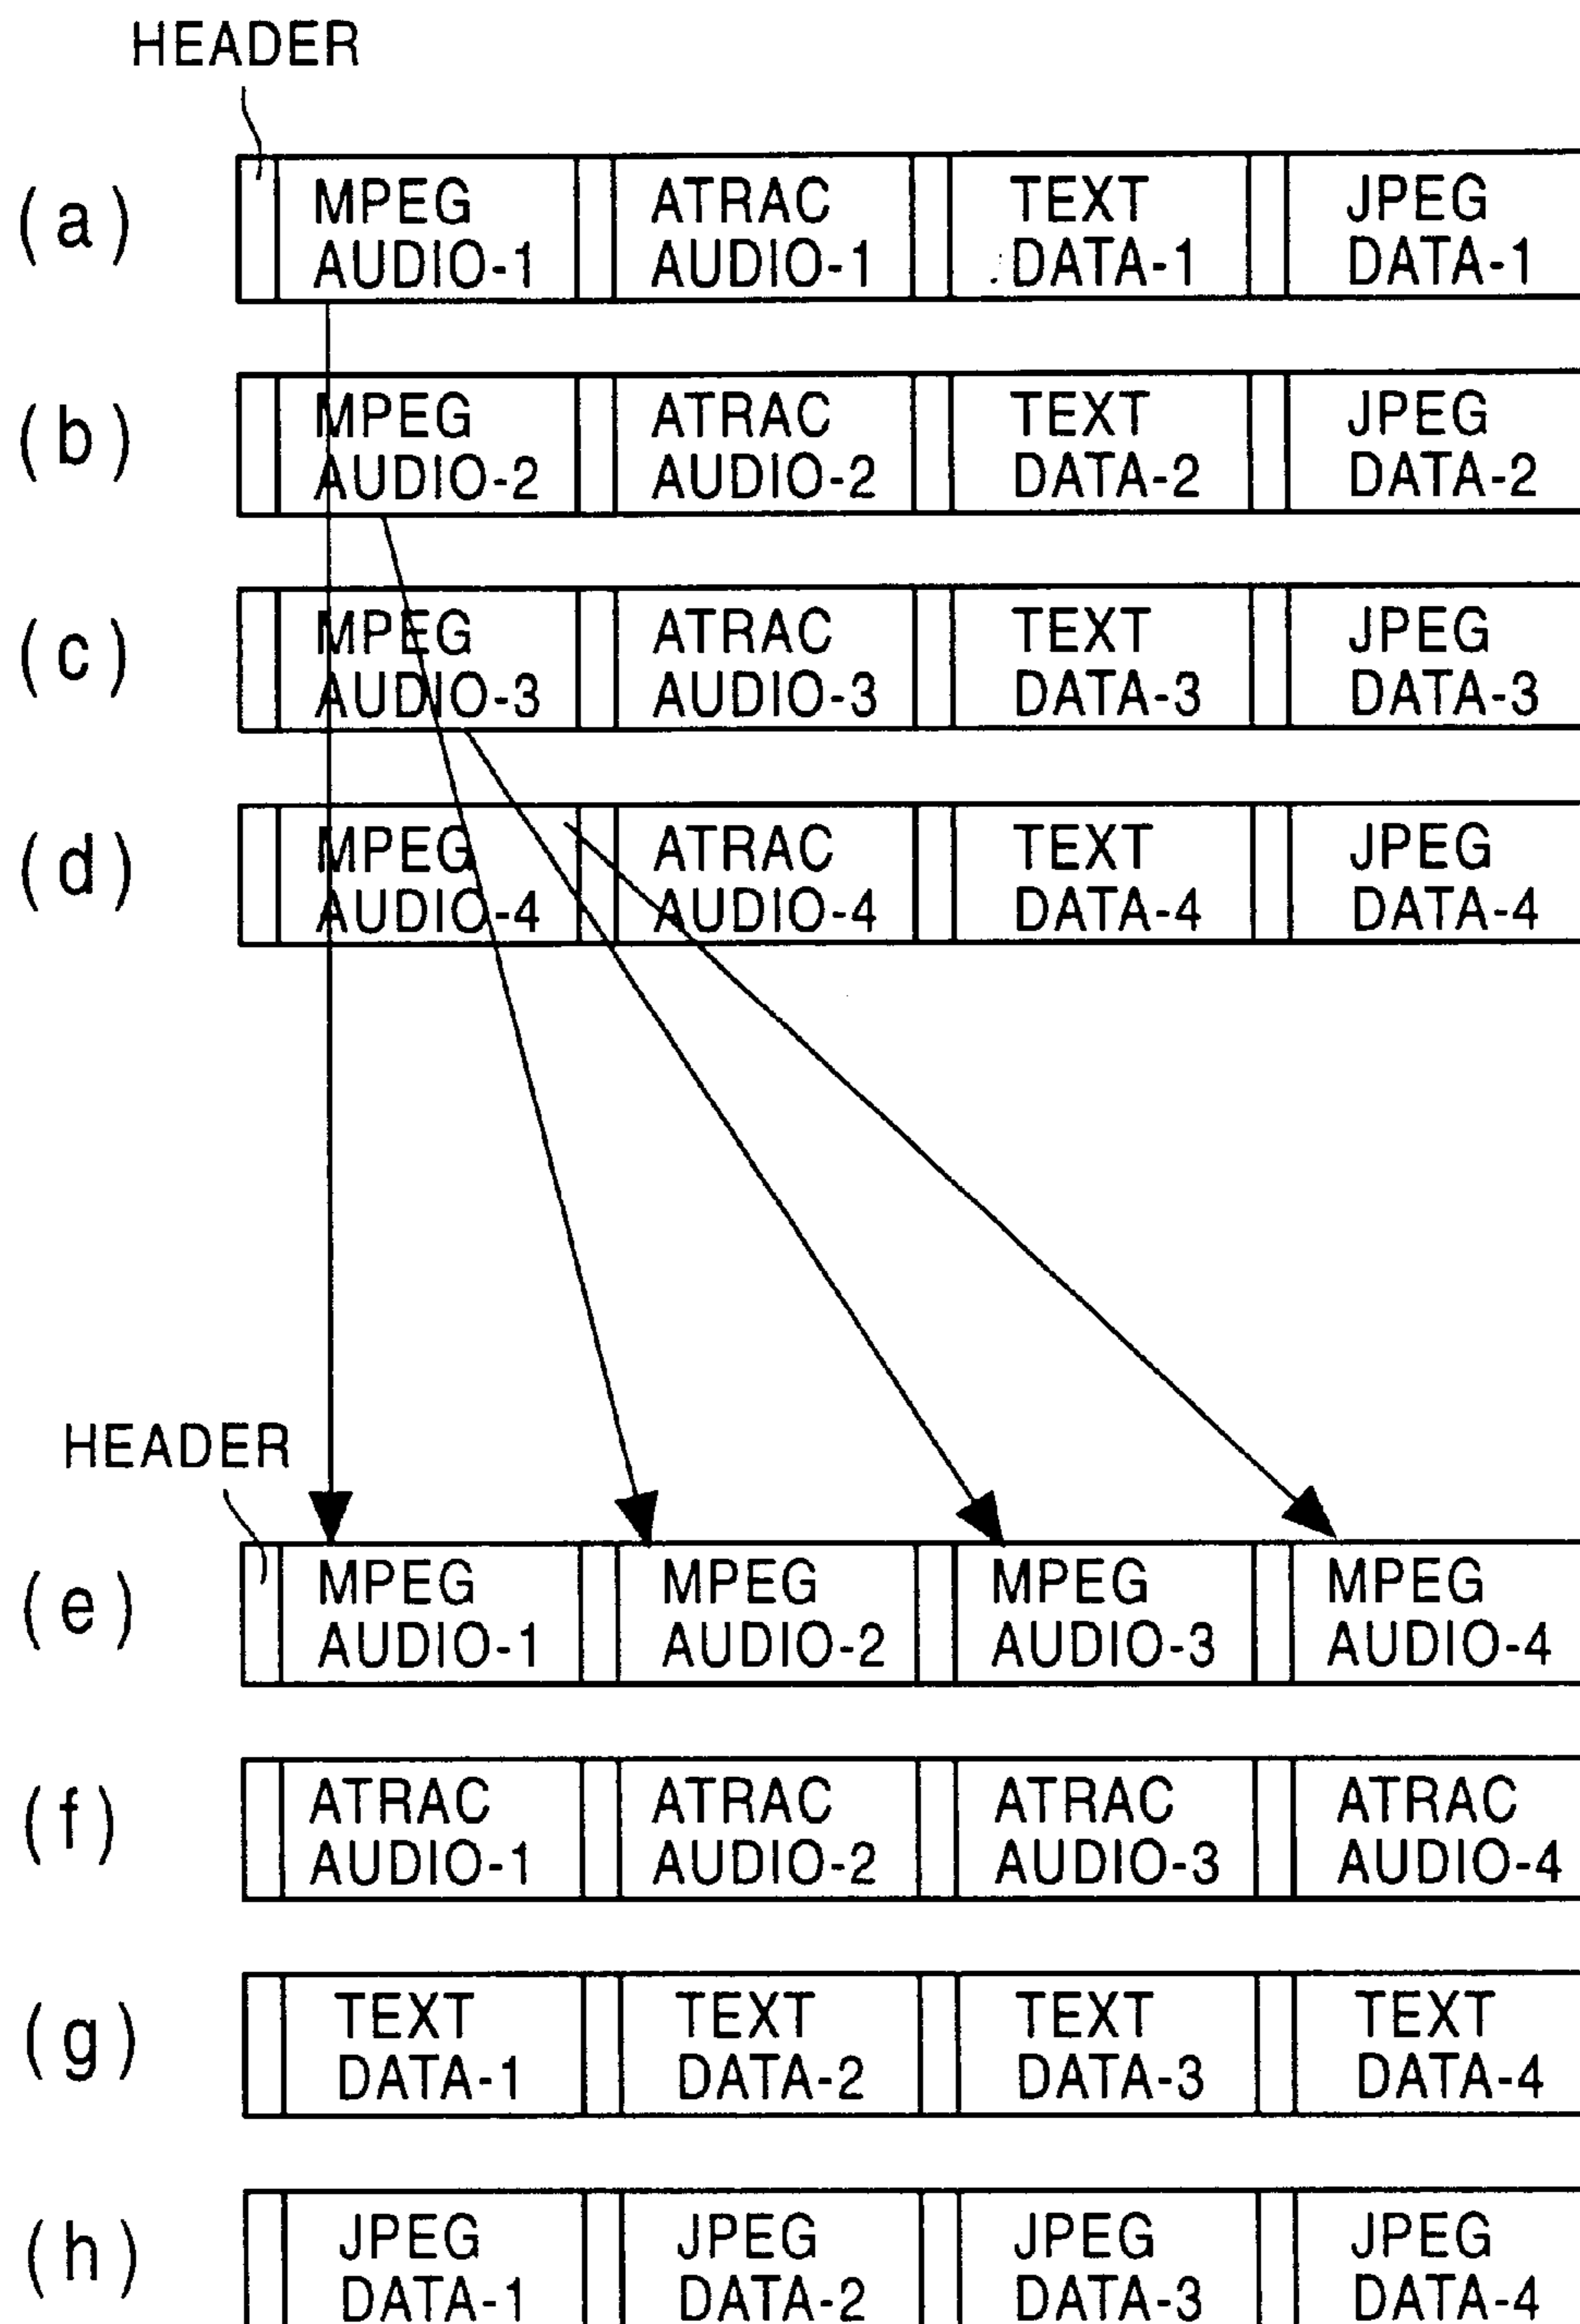 HEADER
(a) MPEG ATRAC TEXT JPEG
AUDIO-1 AUDIO-1 DATA-1 DATA-1
(b) MPEG ATRAC TEXT JPEG
AUDIO-2 AUDIO-2 DATA-2 DATA-2
(c) MPEG ATRAC TEXT JPEG
AUDIO-3 AUDIO-3 DATA-3 DATA-3
(d) MPEG ATRAC TEXT JPEG
AUDIO-4 AUDIO-4 DATA-4 DATA-4
HEADER
(e) MPEG MPEG MPEG MPEG
AUDIO-1 AUDIO-2 AUDIO-3 AUDIO-4
(f) ATRAC ATRAC ATRAC ATRAC
AUDIO-1 AUDIO-2 AUDIO-3 AUDIO-4
(g) TEXT TEXT TEXT TEXT
DATA-1 DATA-2 DATA-3 DATA-4
(h) JPEG JPEG JPEG JPEG
DATA-1 DATA-2 DATA-3 DATA-4